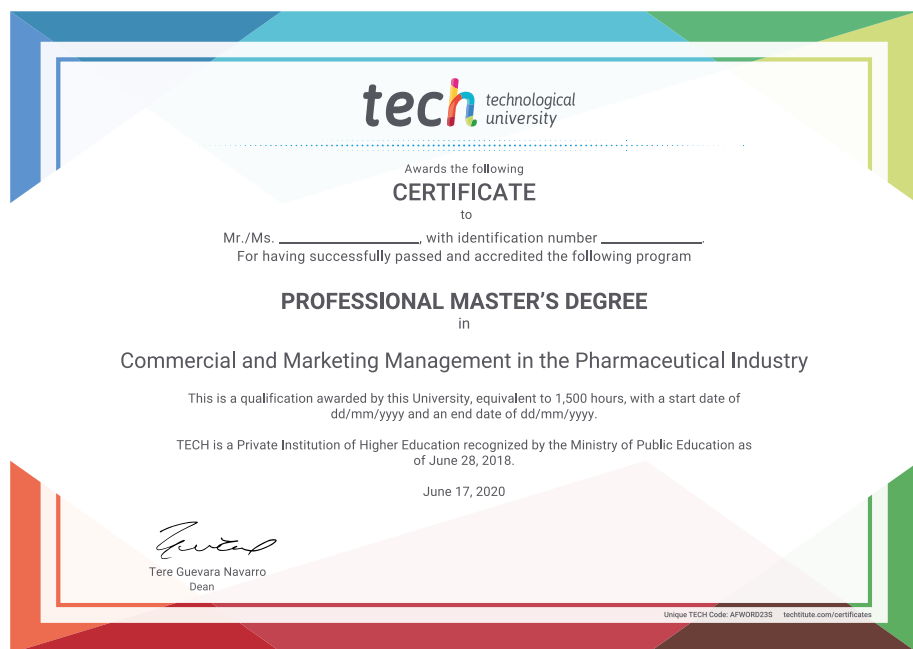 tech technological
university
Awards the following
CERTIFICATE
to
Mr./Ms. ____________________, with identification number ______________.
For having successfully passed and accredited the following program
PROFESSIONAL MASTER'S DEGREE
in
Commercial and Marketing Management in the Pharmaceutical Industry
This is a qualification awarded by this University, equivalent to 1,500 hours, with a start date of
dd/mm/yyyy and an end date of dd/mm/yyyy.
TECH is a Private Institution of Higher Education recognized by the Ministry of Public Education as
of June 28, 2018.
June 17, 2020
Tere Guevara Navarro
Dean
Unique TECH Code: AFWORD23S techtitute.com/certificates